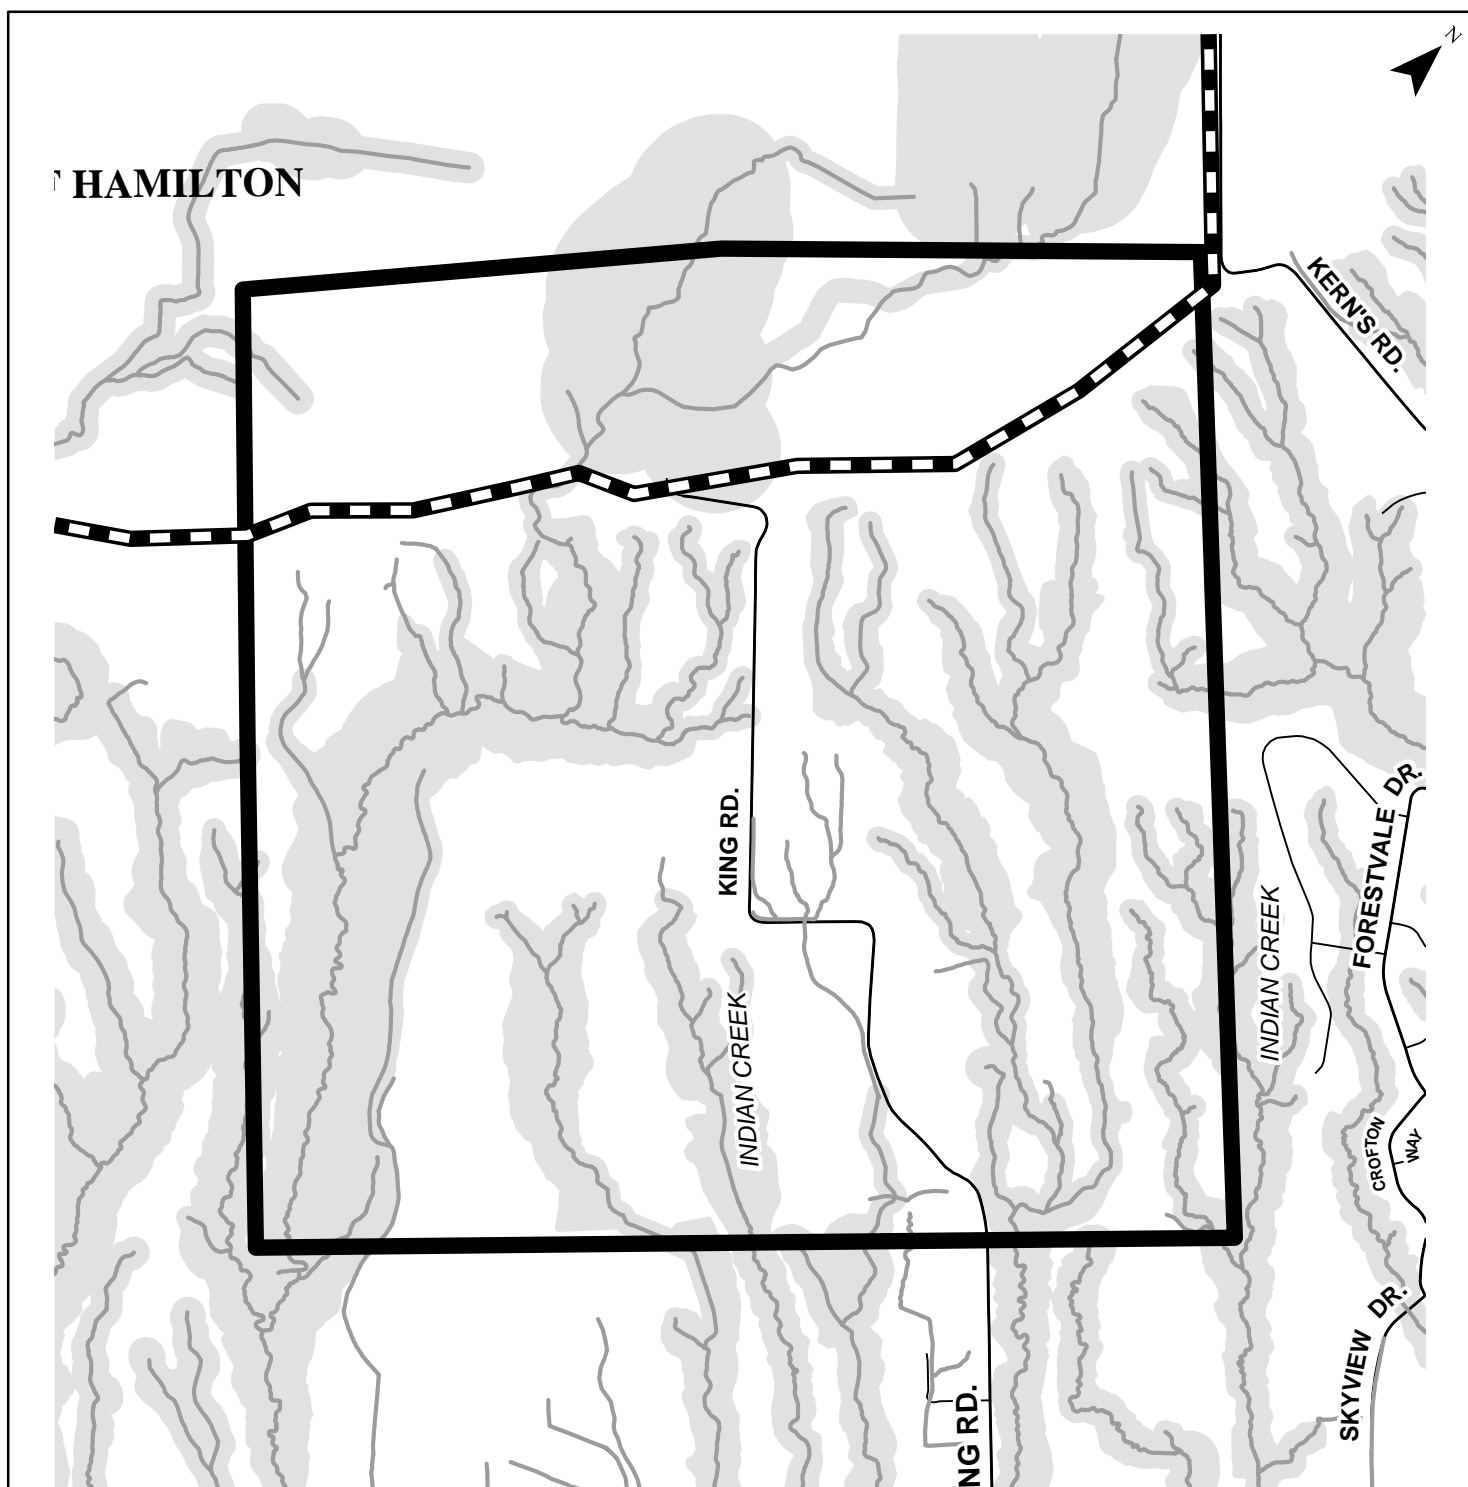 N
HAMILTON
KERN'S RD.
KING RD.
FORESTVALE DR.
INDIAN CREEK
INDIAN CREEK
CROFTON
WAY
SKYVIEW DR.
NG RD.